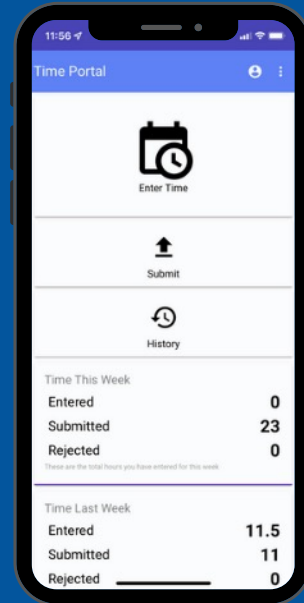 11:56
Time Portal
Enter Time
Submit
History
Time This Week
Entered 0
Submitted 23
Rejected 0
These are the total hours you have entered for this week
Time Last Week
Entered 11.5
Submitted 11
Rejected 0